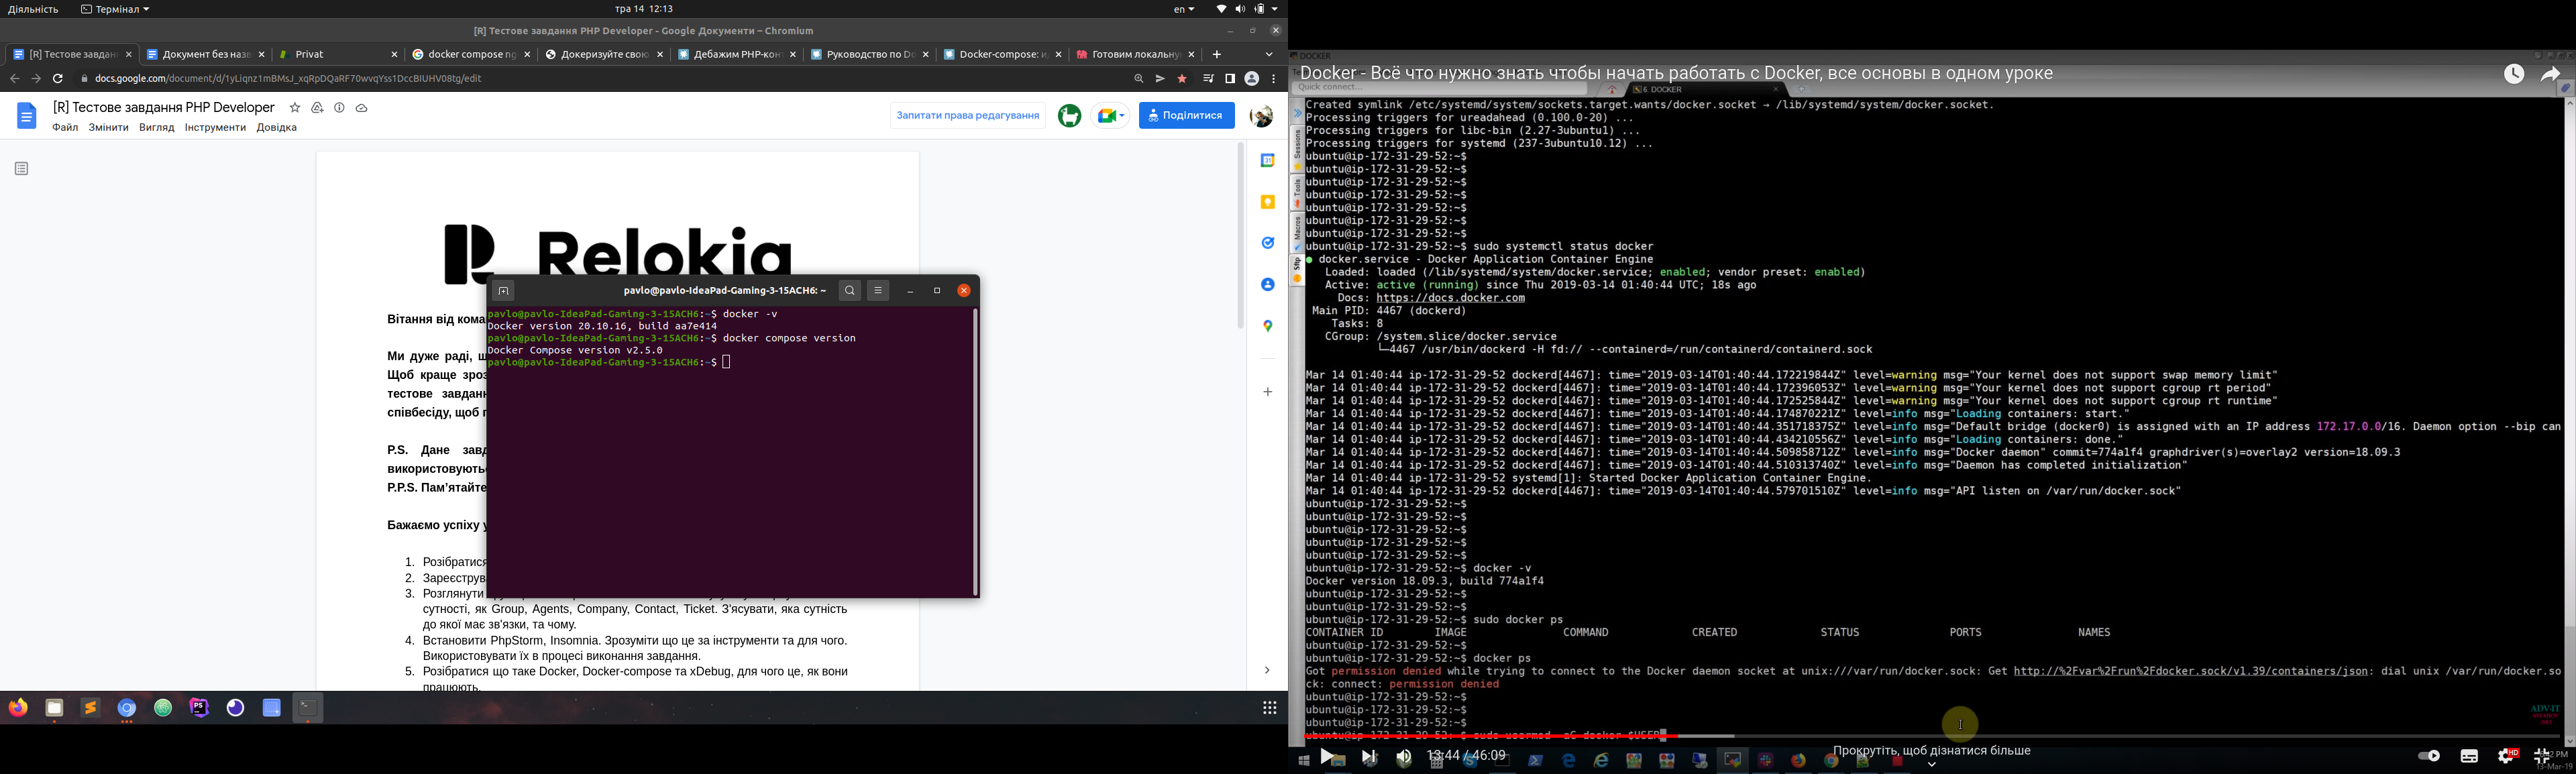 Діяльність
Термінал
тра 14 12:13
en
[R] Тестове завдання PHP Developer - Google Документи – Chromium
[R] Тестове завдан
Документ без назв
Privat
docker compose ng
Докеризуйте свою
Дебажим PHP-конт
Руководство по Do
Docker-compose: и
Готовим локальну
docs.google.com/document/d/1yLiqnz1mBMsJ_xqRpDQaRF70wvqYss1DccBIUHV08tg/edit
[R] Тестове завдання PHP Developer
Файл Змінити Вигляд Інструменти Довідка
Запитати права редагування
Поділитися
Relokia
Вітання від кома
Ми дуже раді, щ
Щоб краще зроз
тестове завданн
співбесіду, щоб п
P.S. Дане завд
використовуютьс
P.P.S. Пам'ятайте
Бажаємо успіху у
1. Розібратися
2. Зареєструв
3. Розглянути
сутності, як Group, Agents, Company, Contact, Ticket. З'ясувати, яка сутність
до якої має зв'язки, та чому.
4. Встановити PhpStorm, Insomnia. Зрозуміти що це за інструменти та для чого.
Використовувати їх в процесі виконання завдання.
5. Розібратися що таке Docker, Docker-compose та xDebug, для чого це, як вони
працюють.
pavlo@pavlo-IdeaPad-Gaming-3-15ACH6: ~
pavlo@pavlo-IdeaPad-Gaming-3-15ACH6:~$ docker -v
Docker version 20.10.16, build aa7e414
pavlo@pavlo-IdeaPad-Gaming-3-15ACH6:~$ docker compose version
Docker Compose version v2.5.0
pavlo@pavlo-IdeaPad-Gaming-3-15ACH6:~$
DOCKER
Docker - Всё что нужно знать чтобы начать работать с Docker, все основы в одном уроке
Quick connect...
6. DOCKER
Sessions
Tools
Macros
Sftp
Created symlink /etc/systemd/system/sockets.target.wants/docker.socket → /lib/systemd/system/docker.socket.
Processing triggers for ureadahead (0.100.0-20) ...
Processing triggers for libc-bin (2.27-3ubuntu1) ...
Processing triggers for systemd (237-3ubuntu10.12) ...
ubuntu@ip-172-31-29-52:~$
ubuntu@ip-172-31-29-52:~$
ubuntu@ip-172-31-29-52:~$
ubuntu@ip-172-31-29-52:~$
ubuntu@ip-172-31-29-52:~$
ubuntu@ip-172-31-29-52:~$
ubuntu@ip-172-31-29-52:~$
ubuntu@ip-172-31-29-52:~$ sudo systemctl status docker
● docker.service - Docker Application Container Engine
Loaded: loaded (/lib/systemd/system/docker.service; enabled; vendor preset: enabled)
Active: active (running) since Thu 2019-03-14 01:40:44 UTC; 18s ago
Docs: https://docs.docker.com
Main PID: 4467 (dockerd)
Tasks: 8
CGroup: /system.slice/docker.service
└─4467 /usr/bin/dockerd -H fd:// --containerd=/run/containerd/containerd.sock
Mar 14 01:40:44 ip-172-31-29-52 dockerd[4467]: time="2019-03-14T01:40:44.172219844Z" level=warning msg="Your kernel does not support swap memory limit"
Mar 14 01:40:44 ip-172-31-29-52 dockerd[4467]: time="2019-03-14T01:40:44.172396053Z" level=warning msg="Your kernel does not support cgroup rt period"
Mar 14 01:40:44 ip-172-31-29-52 dockerd[4467]: time="2019-03-14T01:40:44.172525844Z" level=warning msg="Your kernel does not support cgroup rt runtime"
Mar 14 01:40:44 ip-172-31-29-52 dockerd[4467]: time="2019-03-14T01:40:44.174870221Z" level=info msg="Loading containers: start."
Mar 14 01:40:44 ip-172-31-29-52 dockerd[4467]: time="2019-03-14T01:40:44.351718375Z" level=info msg="Default bridge (docker0) is assigned with an IP address 172.17.0.0/16. Daemon option --bip can
Mar 14 01:40:44 ip-172-31-29-52 dockerd[4467]: time="2019-03-14T01:40:44.434210556Z" level=info msg="Loading containers: done."
Mar 14 01:40:44 ip-172-31-29-52 dockerd[4467]: time="2019-03-14T01:40:44.509858712Z" level=info msg="Docker daemon" commit=774a1f4 graphdriver(s)=overlay2 version=18.09.3
Mar 14 01:40:44 ip-172-31-29-52 dockerd[4467]: time="2019-03-14T01:40:44.510313740Z" level=info msg="Daemon has completed initialization"
Mar 14 01:40:44 ip-172-31-29-52 systemd[1]: Started Docker Application Container Engine.
Mar 14 01:40:44 ip-172-31-29-52 dockerd[4467]: time="2019-03-14T01:40:44.579701510Z" level=info msg="API listen on /var/run/docker.sock"
ubuntu@ip-172-31-29-52:~$
ubuntu@ip-172-31-29-52:~$
ubuntu@ip-172-31-29-52:~$
ubuntu@ip-172-31-29-52:~$
ubuntu@ip-172-31-29-52:~$
ubuntu@ip-172-31-29-52:~$ docker -v
Docker version 18.09.3, build 774a1f4
ubuntu@ip-172-31-29-52:~$
ubuntu@ip-172-31-29-52:~$
ubuntu@ip-172-31-29-52:~$ sudo docker ps
CONTAINER ID IMAGE COMMAND CREATED STATUS PORTS NAMES
ubuntu@ip-172-31-29-52:~$
ubuntu@ip-172-31-29-52:~$ docker ps
Got permission denied while trying to connect to the Docker daemon socket at unix:///var/run/docker.sock: Get http://%2Fvar%2Frun%2Fdocker.sock/v1.39/containers/json: dial unix /var/run/docker.so
ck: connect: permission denied
ubuntu@ip-172-31-29-52:~$
ubuntu@ip-172-31-29-52:~$
ubuntu@ip-172-31-29-52:~$
ubuntu@ip-172-31-29-52:~$ sudo usermod -aG docker $USER
ADV-IT
13:44 / 46:09
Прокрутіть, щоб дізнатися більше
HD
PM
13-Mar-19